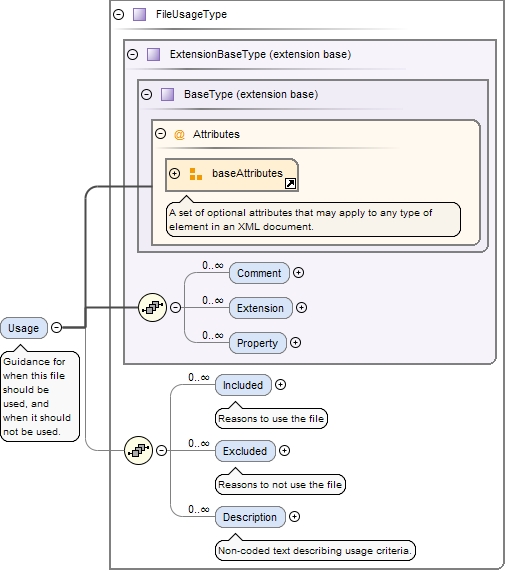 FileUsageType
ExtensionBaseType (extension base)
BaseType (extension base)
@ Attributes
baseAttributes
A set of optional attributes that may apply to any type of
element in an XML document.
0..∞
Comment
0..∞
Extension
0..∞
Property
Usage
Guidance for
when this file
should be
used, and
when it should
not be used.
0..∞
Included
Reasons to use the file
0..∞
Excluded
Reasons to not use the file
0..∞
Description
Non-coded text describing usage criteria.